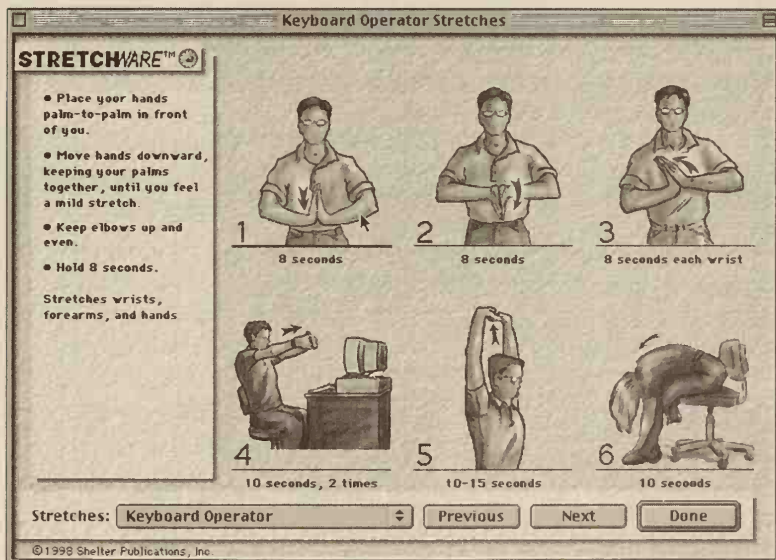 Keyboard Operator Stretches
STRETCHWARE™
• Place your hands
palm-to-palm in front
of you.
• Move hands downward,
keeping your palms
together, until you feel
a mild stretch.
• Keep elbows up and
even.
• Hold 8 seconds.
Stretches wrists,
forearms, and hands
1
8 seconds
2
8 seconds
3
8 seconds each wrist
4
10 seconds, 2 times
5
10-15 seconds
6
10 seconds
Stretches: Keyboard Operator Previous Next Done
©1998 Shelter Publications, Inc.